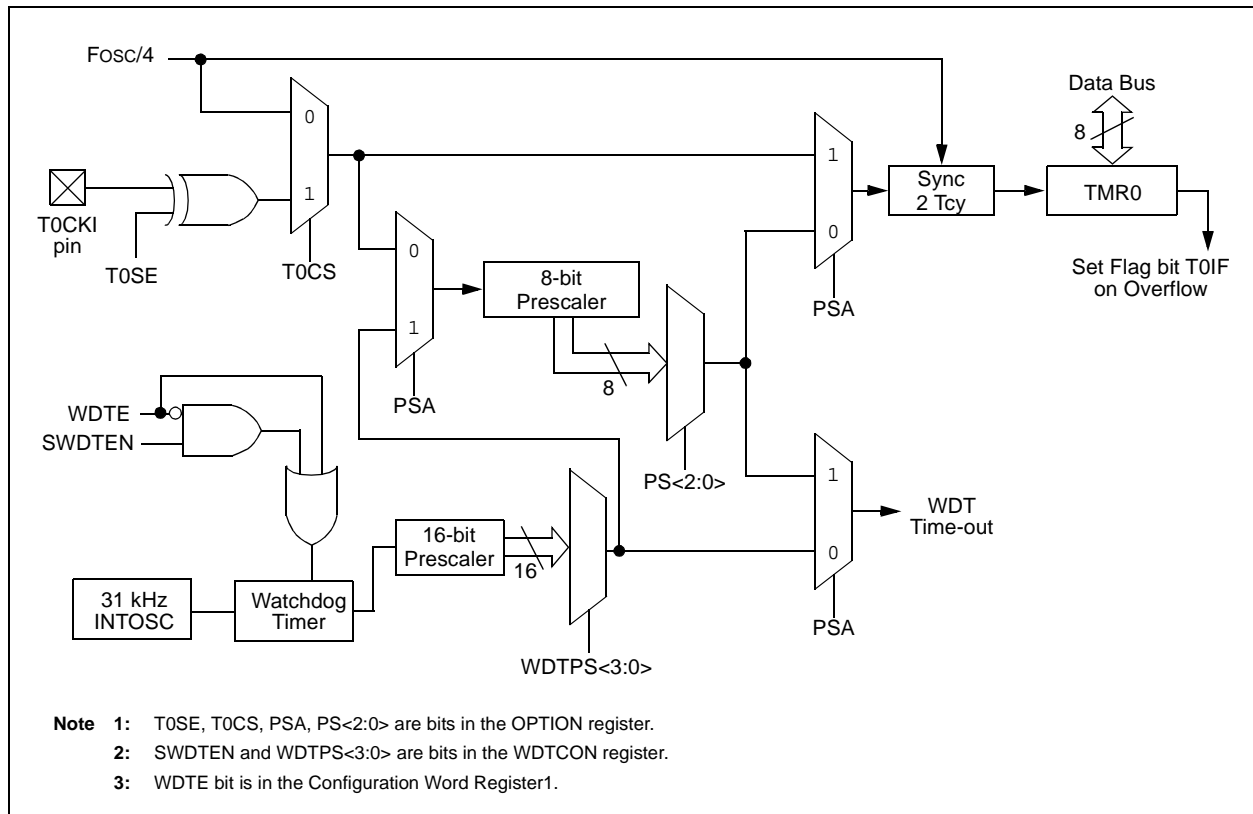 FOSC/4
Data Bus
8
0
1
T0CKI
pin
T0SE
T0CS
1
0
PSA
Sync
2 Tcy
TMR0
Set Flag bit T0IF
on Overflow
0
1
PSA
8-bit
Prescaler
8
PS<2:0>
WDTE
SWDTEN
1
0
PSA
WDT
Time-out
16-bit
Prescaler
16
31 kHz
INTOSC
Watchdog
Timer
WDTPS<3:0>
Note 1: T0SE, T0CS, PSA, PS<2:0> are bits in the OPTION register.
2: SWDTEN and WDTPS<3:0> are bits in the WDTCON register.
3: WDTE bit is in the Configuration Word Register1.